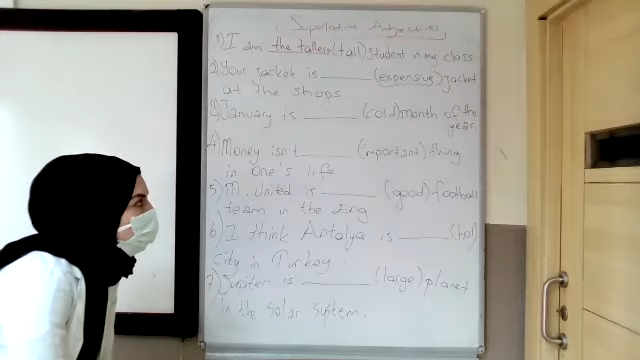 Superlative Adjectives
1) I am the tallest (tall) student in my class.
2) Your jacket is ______ (expensive) jacket
at the shops.
3) January is ______ (cold) month of the
year.
4) Money isn't ______ (important) thing
in one's life
5) M. United is ______ (good) football
team in the Eng
6) I think Antalya is ______ (hot)
city in Turkey.
7) Jupiter is ______ (large) planet
in the Solar System.